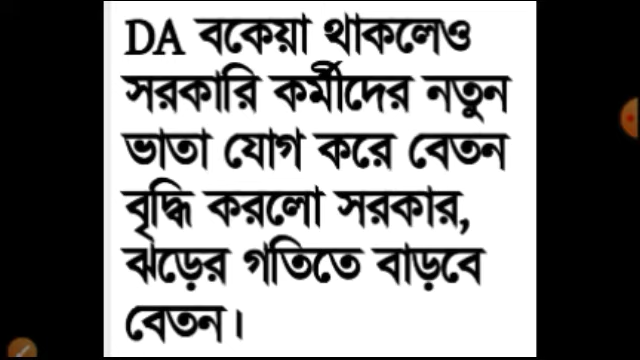 DA বকেয়া থাকলেও
সরকারি কর্মীদের নতুন
ভাতা যোগ করে বেতন
বৃদ্ধি করলো সরকার,
ঝড়ের গতিতে বাড়বে
বেতন।